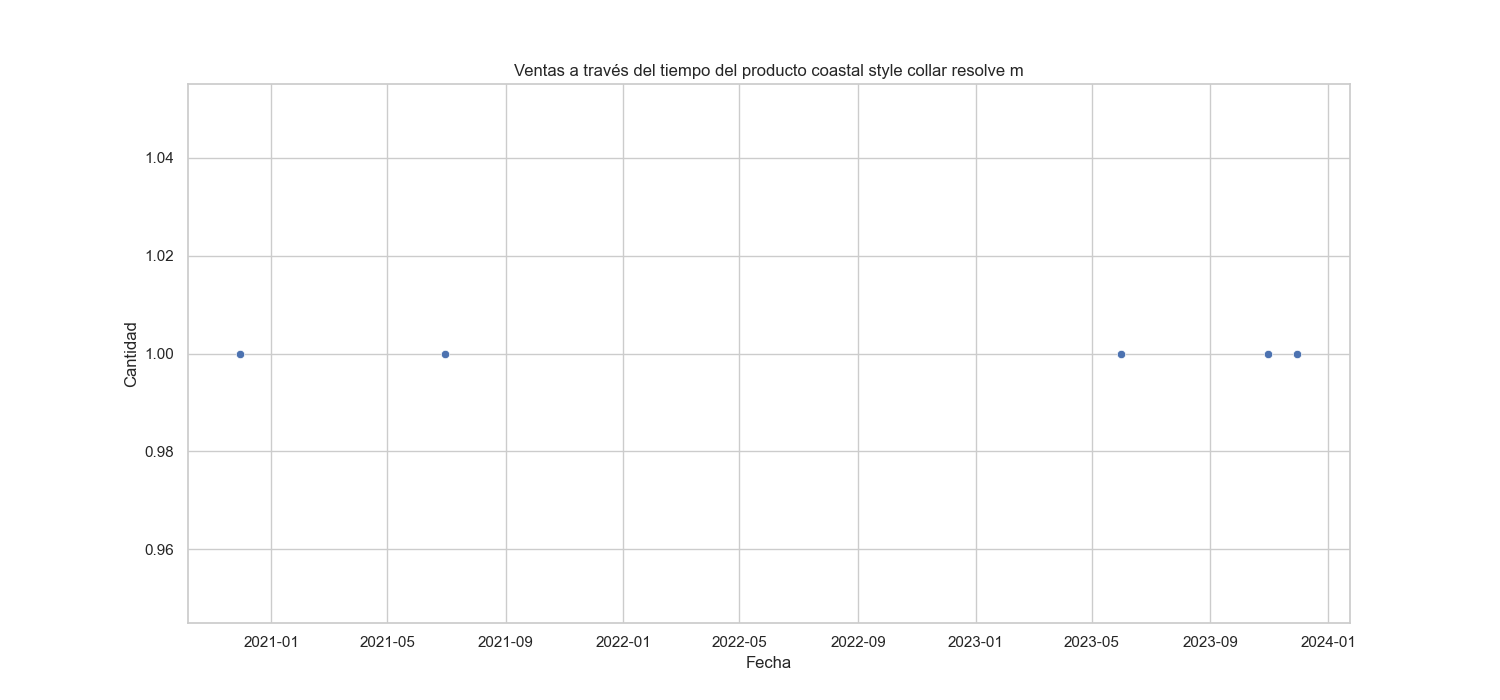 Ventas a través del tiempo del producto coastal style collar resolve m
1.04
1.02
1.00
0.98
0.96
Cantidad
2021-01 2021-05 2021-09 2022-01 2022-05 2022-09 2023-01 2023-05 2023-09 2024-01
Fecha